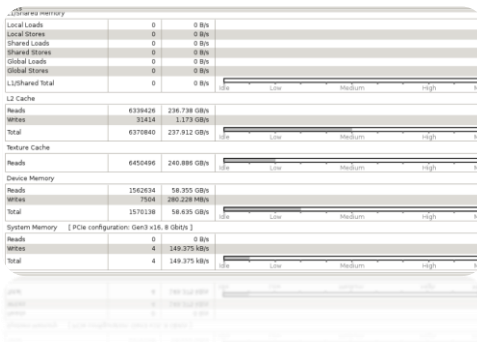 L1/Shared Memory
Local Loads 0 0 B/s
Local Stores 0 0 B/s
Shared Loads 0 0 B/s
Shared Stores 0 0 B/s
Global Loads 0 0 B/s
Global Stores 0 0 B/s
L1/Shared Total 0 0 B/s
Idle Low Medium High
L2 Cache
Reads 6339426 236.738 GB/s
Writes 31414 1.173 GB/s
Total 6370840 237.912 GB/s
Idle Low Medium High
Texture Cache
Reads 6450496 240.886 GB/s
Idle Low Medium High
Device Memory
Reads 1562634 58.355 GB/s
Writes 7504 280.228 MB/s
Total 1570138 58.635 GB/s
Idle Low Medium High
System Memory [ PCIe configuration: Gen3 x16, 8 Gbit/s ]
Reads 0 0 B/s
Writes 4 149.375 kB/s
Total 4 149.375 kB/s
Idle Low Medium High